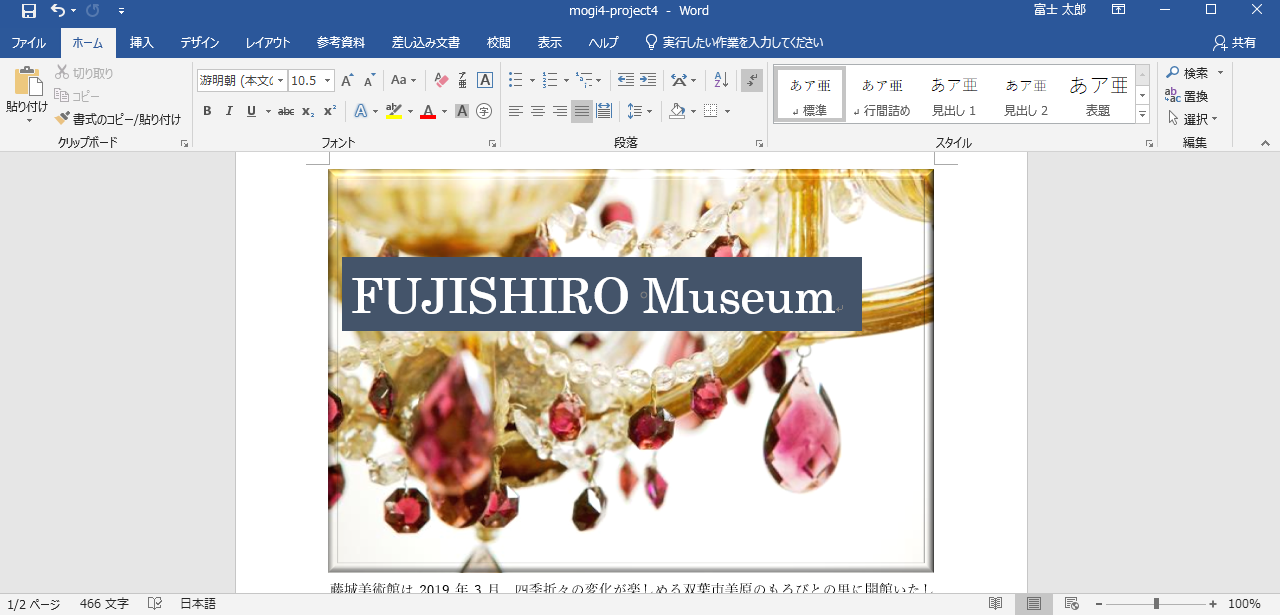 mogi4-project4 - Word
富士 太郎
ファイル ホーム 挿入 デザイン レイアウト 参考資料 差し込み文書 校閲 表示 ヘルプ 実行したい作業を入力してください 共有
貼り付け
切り取り
コピー
書式のコピー/貼り付け
クリップボード
游明朝 (本文の 10.5
フォント
段落
あア亜 あア亜 あア亜 あア亜 あア亜
標準 行間詰め 見出し 1 見出し 2 表題
スタイル
検索
置換
選択
編集
FUJISHIRO Museum
藤城美術館は 2019 年 3 月、四季折々の変化が楽しめる双葉市美原のもろびとの里に開館いたし
1/2 ページ 466 文字 日本語 100%